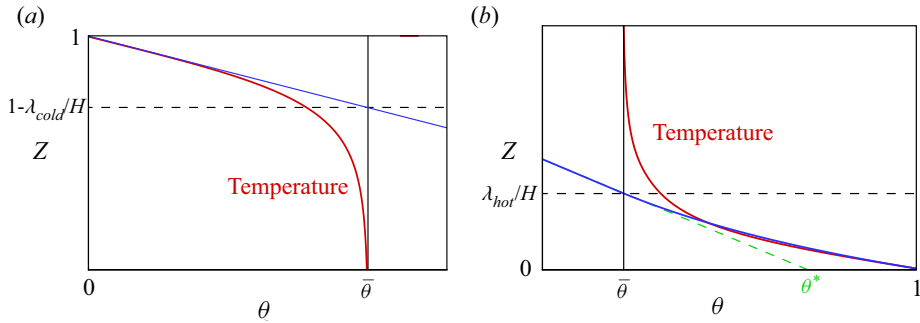 (a)
1
1-λcold/H
Z
Temperature
0
θ
θ̅
(b)
Temperature
Z
λhot/H
0
θ̅
θ
θ*
1